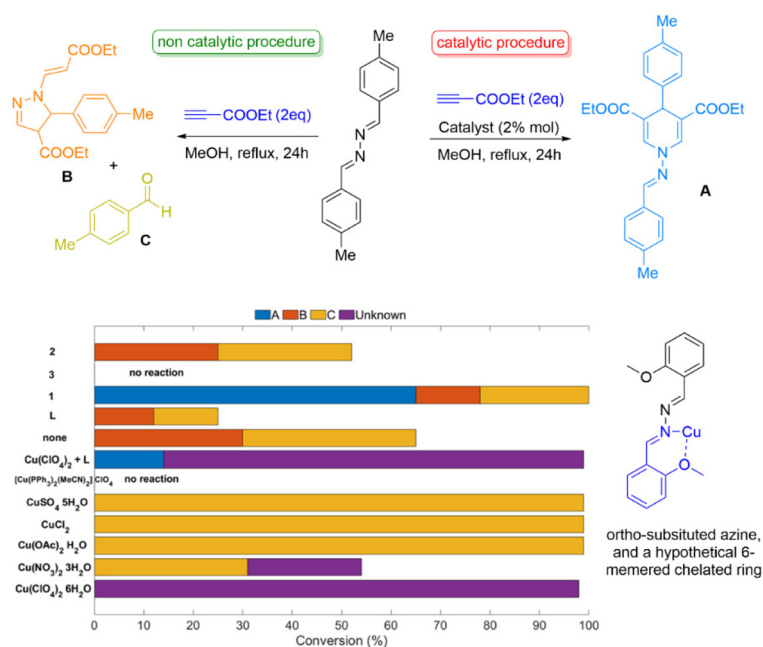 non catalytic procedure
catalytic procedure
COOEt
N
N
Me
COOEt
B
+
O
H
Me
C
COOEt (2eq)
MeOH, reflux, 24h
Me
N
N
Me
COOEt (2eq)
Catalyst (2% mol)
MeOH, reflux, 24h
Me
EtOOC
COOEt
N
N
Me
A
A B C Unknown
2
3 no reaction
1
L
none
Cu(ClO4)2 + L
[Cu(PPh3)2(MeCN)2]ClO4 no reaction
CuSO4 5H2O
CuCl2
Cu(OAc)2 H2O
Cu(NO3)2 3H2O
Cu(ClO4)2 6H2O
0 10 20 30 40 50 60 70 80 90 100
Conversion (%)
O
N
N
Cu
O
ortho-subsituted azine,
and a hypothetical 6-
memered chelated ring